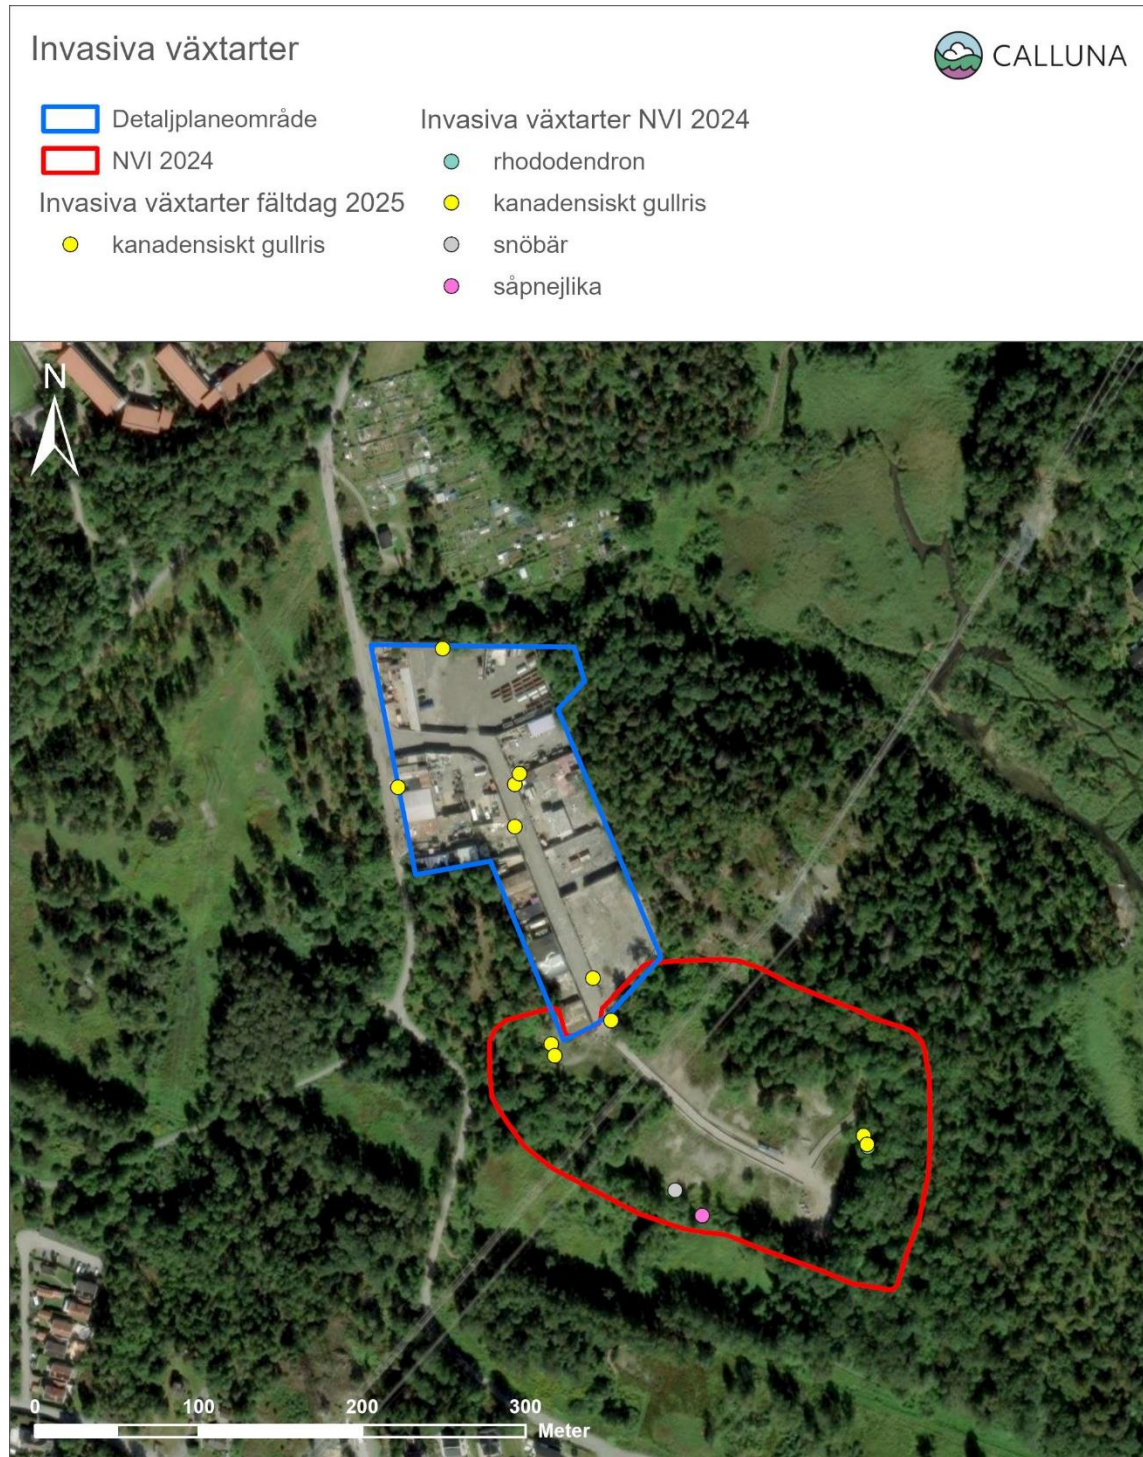 Invasiva växtarter
CALLUNA
Detaljplaneområde
NVI 2024
Invasiva växtarter fältdag 2025
kanadensiskt gullris
Invasiva växtarter NVI 2024
rhododendron
kanadensiskt gullris
snöbär
såpnejlika
N
0 100 200 300
Meter